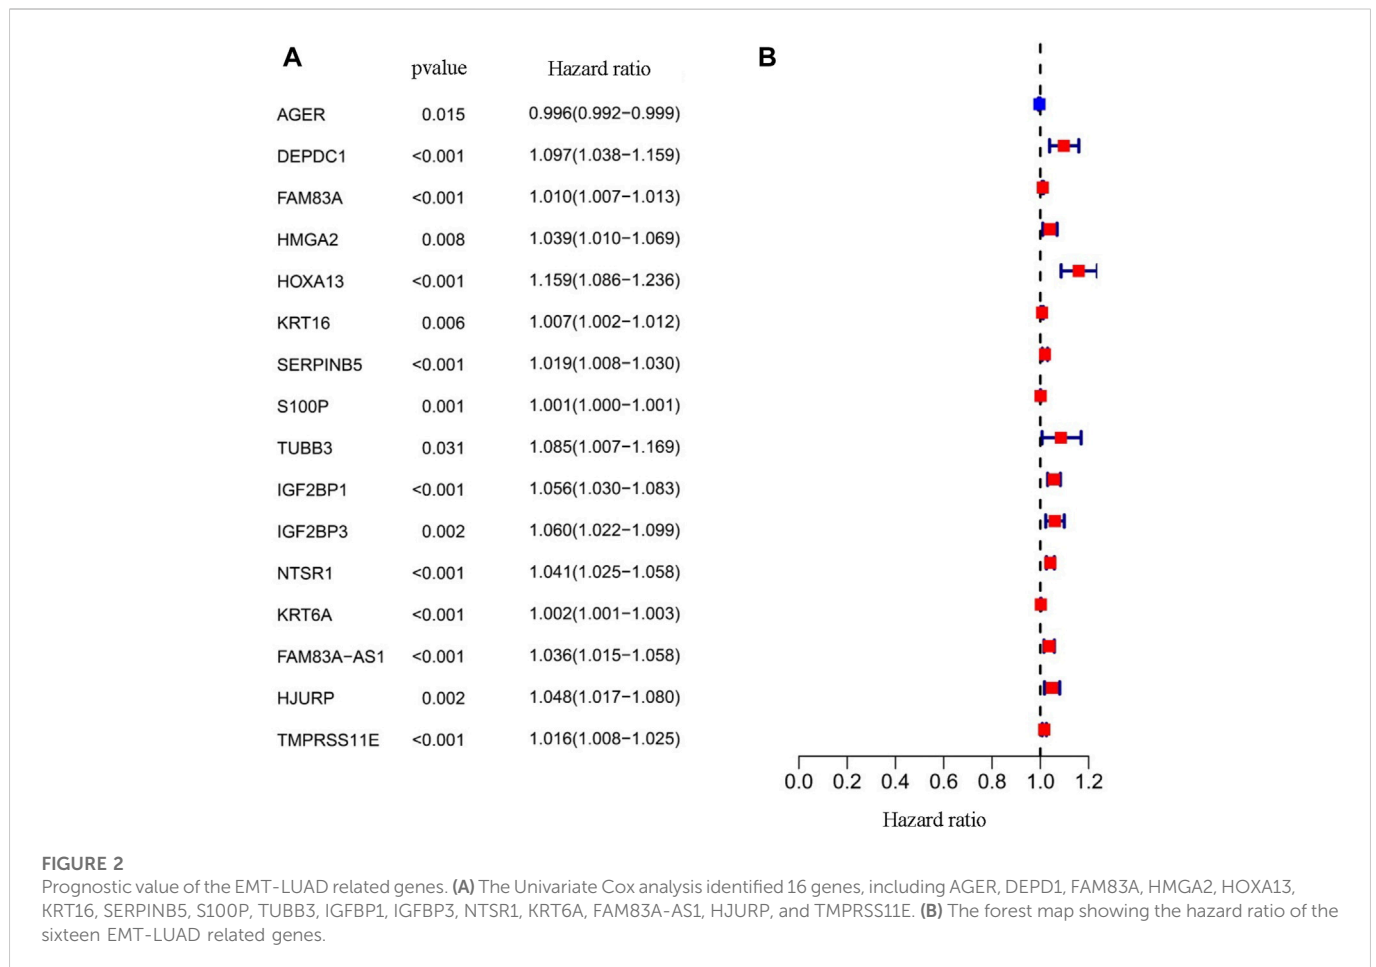 A
B
pvalue Hazard ratio
AGER 0.015 0.996(0.992−0.999)
DEPDC1 <0.001 1.097(1.038−1.159)
FAM83A <0.001 1.010(1.007−1.013)
HMGA2 0.008 1.039(1.010−1.069)
HOXA13 <0.001 1.159(1.086−1.236)
KRT16 0.006 1.007(1.002−1.012)
SERPINB5 <0.001 1.019(1.008−1.030)
S100P 0.001 1.001(1.000−1.001)
TUBB3 0.031 1.085(1.007−1.169)
IGF2BP1 <0.001 1.056(1.030−1.083)
IGF2BP3 0.002 1.060(1.022−1.099)
NTSR1 <0.001 1.041(1.025−1.058)
KRT6A <0.001 1.002(1.001−1.003)
FAM83A−AS1 <0.001 1.036(1.015−1.058)
HJURP 0.002 1.048(1.017−1.080)
TMPRSS11E <0.001 1.016(1.008−1.025)
0.0 0.2 0.4 0.6 0.8 1.0 1.2
Hazard ratio
FIGURE 2
Prognostic value of the EMT-LUAD related genes. (A) The Univariate Cox analysis identified 16 genes, including AGER, DEPD1, FAM83A, HMGA2, HOXA13,
KRT16, SERPINB5, S100P, TUBB3, IGFBP1, IGFBP3, NTSR1, KRT6A, FAM83A-AS1, HJURP, and TMPRSS11E. (B) The forest map showing the hazard ratio of the
sixteen EMT-LUAD related genes.